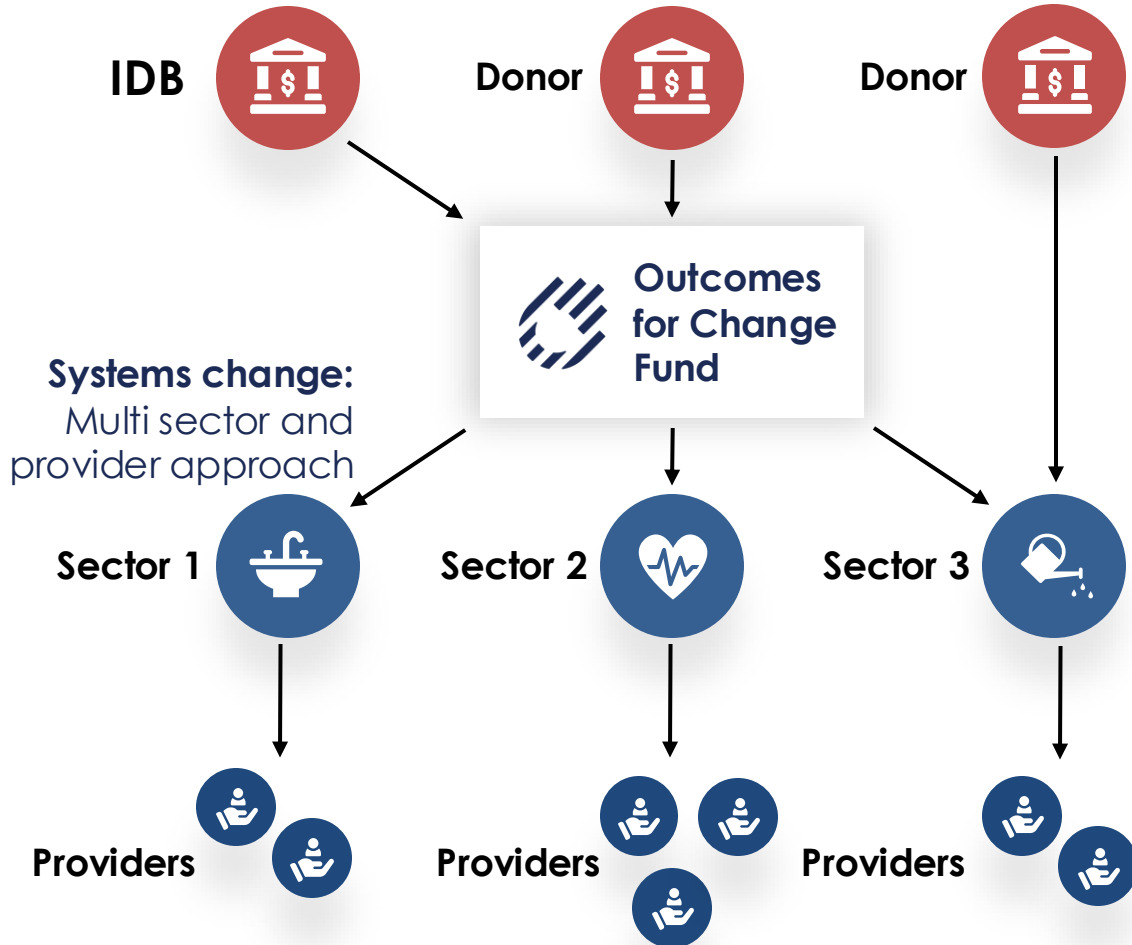 IDB
Donor
Donor
Outcomes
for Change
Fund
Systems change:
Multi sector and
provider approach
Sector 1
Sector 2
Sector 3
Providers
Providers
Providers